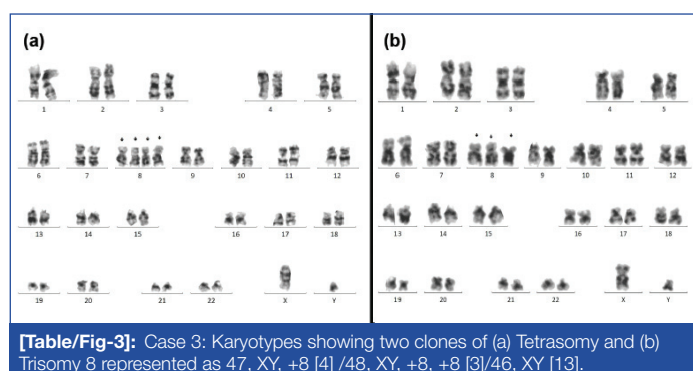 (a)
(b)
1 2 3 4 5
1 2 3 4 5
6 7 8 9 10 11 12
6 7 8 9 10 11 12
13 14 15 16 17 18
13 14 15 16 17 18
19 20 21 22 X Y
19 20 21 22 X Y
[Table/Fig-3]: Case 3: Karyotypes showing two clones of (a) Tetrasomy and (b)
Trisomy 8 represented as 47, XY, +8 [4] /48, XY, +8, +8 [3]/46, XY [13].